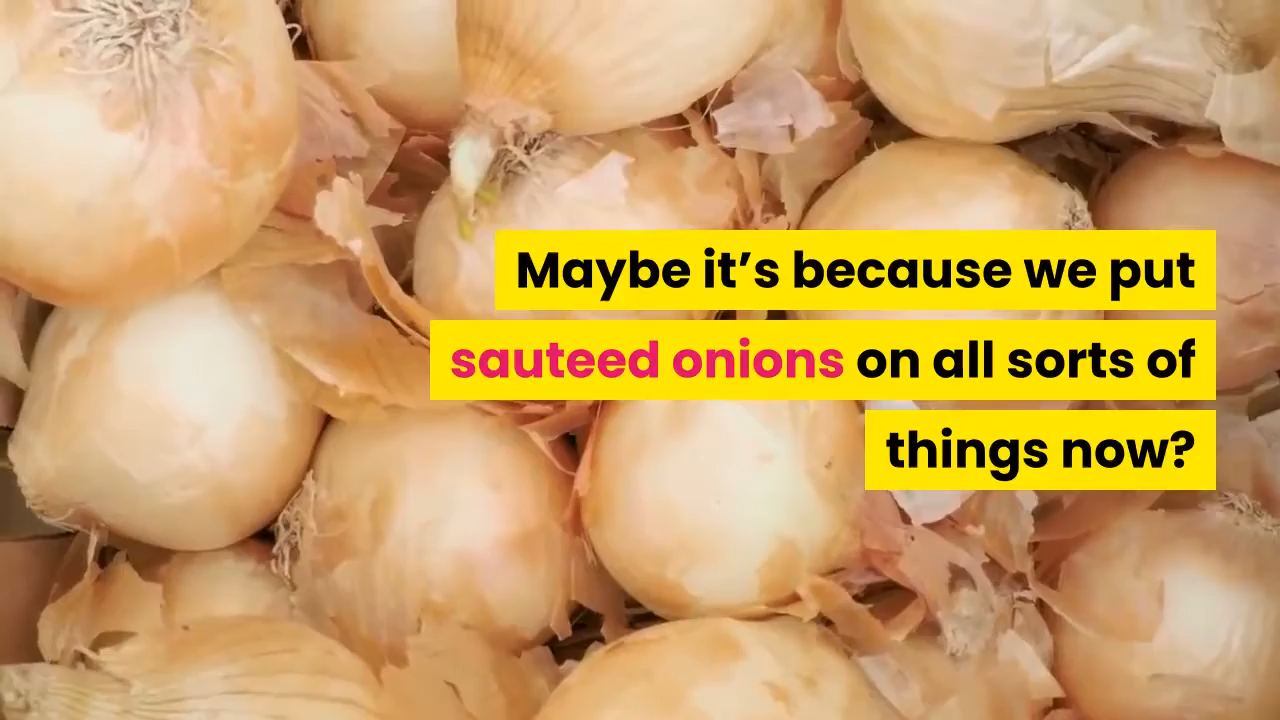 Maybe it’s because we put
sauteed onions on all sorts of
things now?